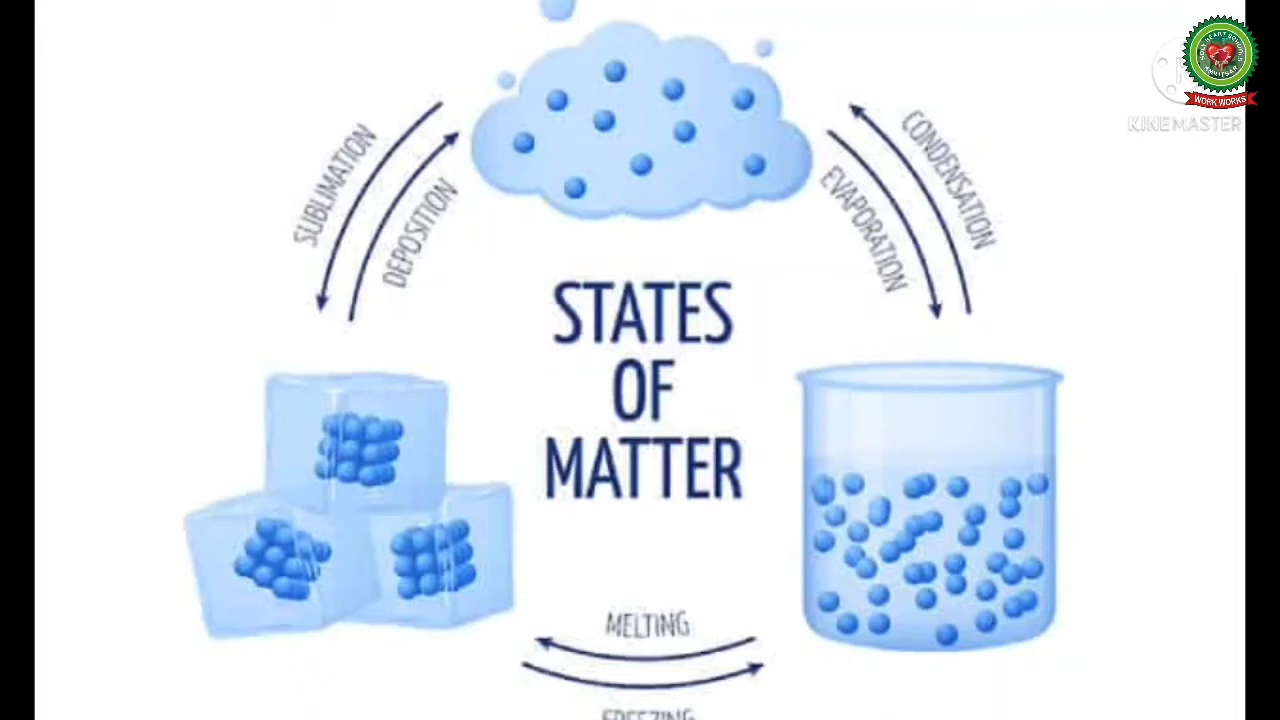 WORK WORKS
KINEMASTER
SUBLIMATION
DEPOSITION
EVAPORATION
CONDENSATION
STATES
OF
MATTER
MELTING
FREEZING